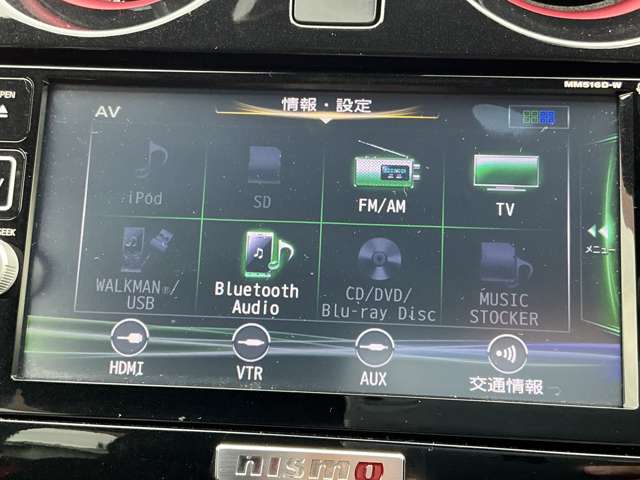 MM516D-W
OPEN
AV
情報・設定
iPod
SD
FM/AM
TV
メニュー
WALKMAN®/
USB
Bluetooth
Audio
CD/DVD/
Blu-ray Disc
MUSIC
STOCKER
HDMI
VTR
AUX
交通情報
nismo